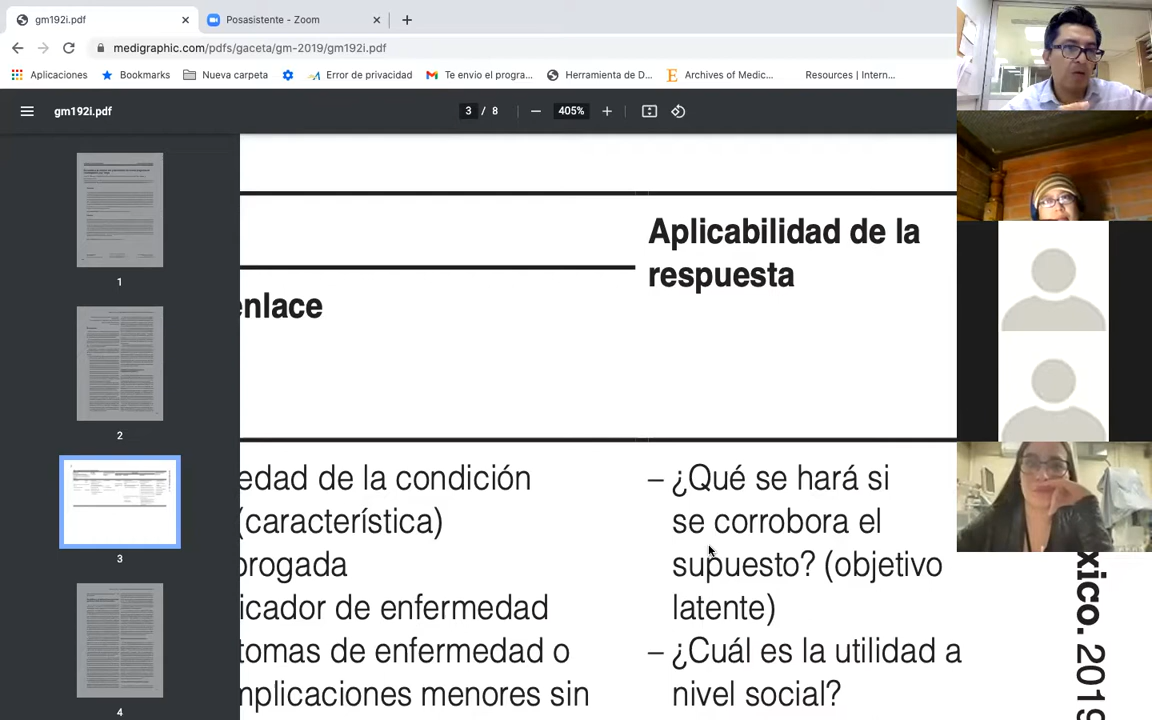 gm192i.pdf
Posasistente - Zoom
medigraphic.com/pdfs/gaceta/gm-2019/gm192i.pdf
Aplicaciones
Bookmarks
Nueva carpeta
Error de privacidad
Te envio el progra...
Herramienta de D...
Archives of Medic...
Resources | Intern...
gm192i.pdf
3 / 8
405%
1
2
3
4
enlace
Aplicabilidad de la
respuesta
edad de la condición
(característica)
progada
icador de enfermedad
tomas de enfermedad o
mplicaciones menores sin
– ¿Qué se hará si
se corrobora el
supuesto? (objetivo
latente)
– ¿Cuál es la utilidad a
nivel social?
xico. 2019